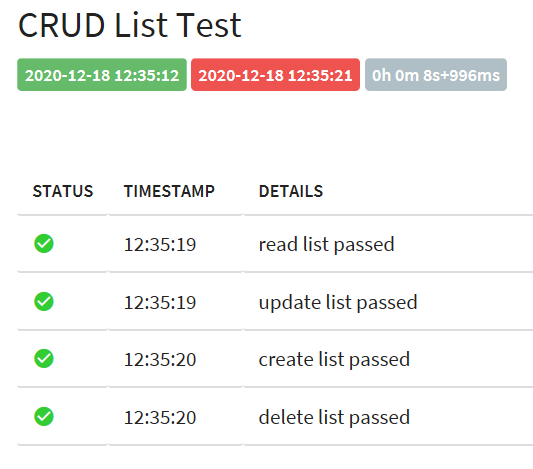 CRUD List Test
2020-12-18 12:35:12 2020-12-18 12:35:21 0h 0m 8s+996ms
STATUS TIMESTAMP DETAILS
12:35:19 read list passed
12:35:19 update list passed
12:35:20 create list passed
12:35:20 delete list passed